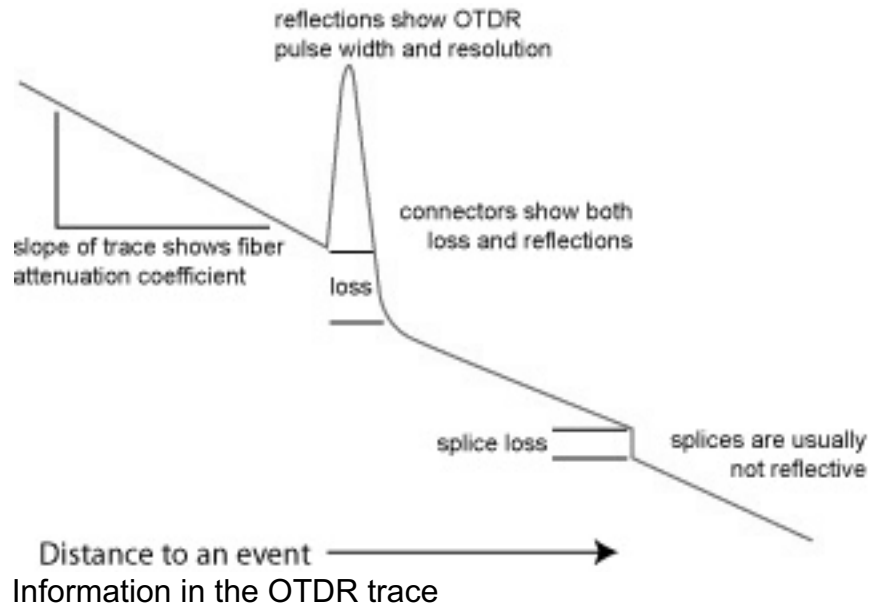 reflections show OTDR
pulse width and resolution
connectors show both
loss and reflections
slope of trace shows fiber
attenuation coefficient
loss
splice loss
splices are usually
not reflective
Distance to an event
Information in the OTDR trace